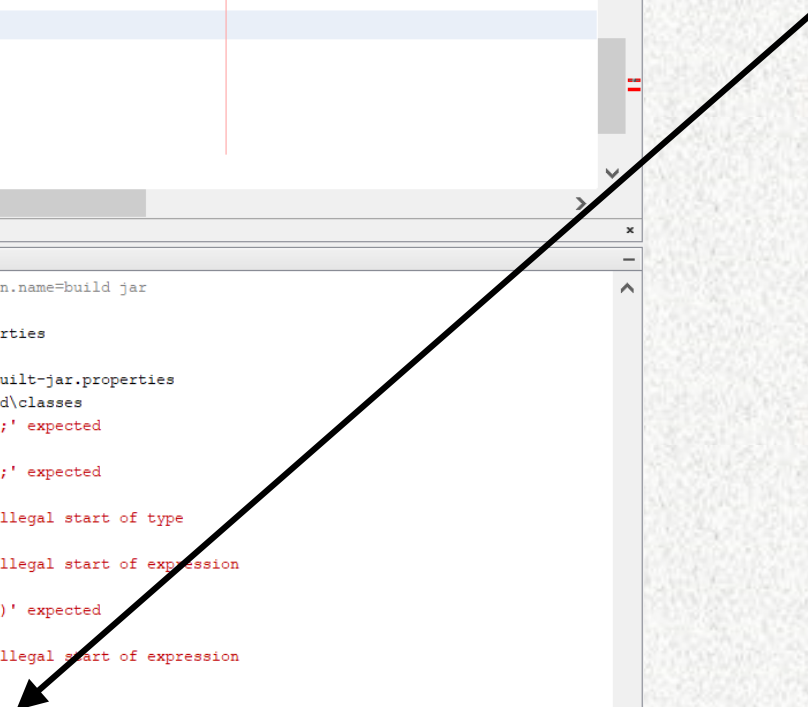 n.name=build jar
rties
uilt-jar.properties
d\classes
;' expected
;' expected
llegal start of type
llegal start of expression
)' expected
llegal start of expression